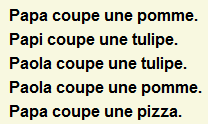 Papa coupe une pomme.
Papi coupe une tulipe.
Paola coupe une tulipe.
Paola coupe une pomme.
Papa coupe une pizza.